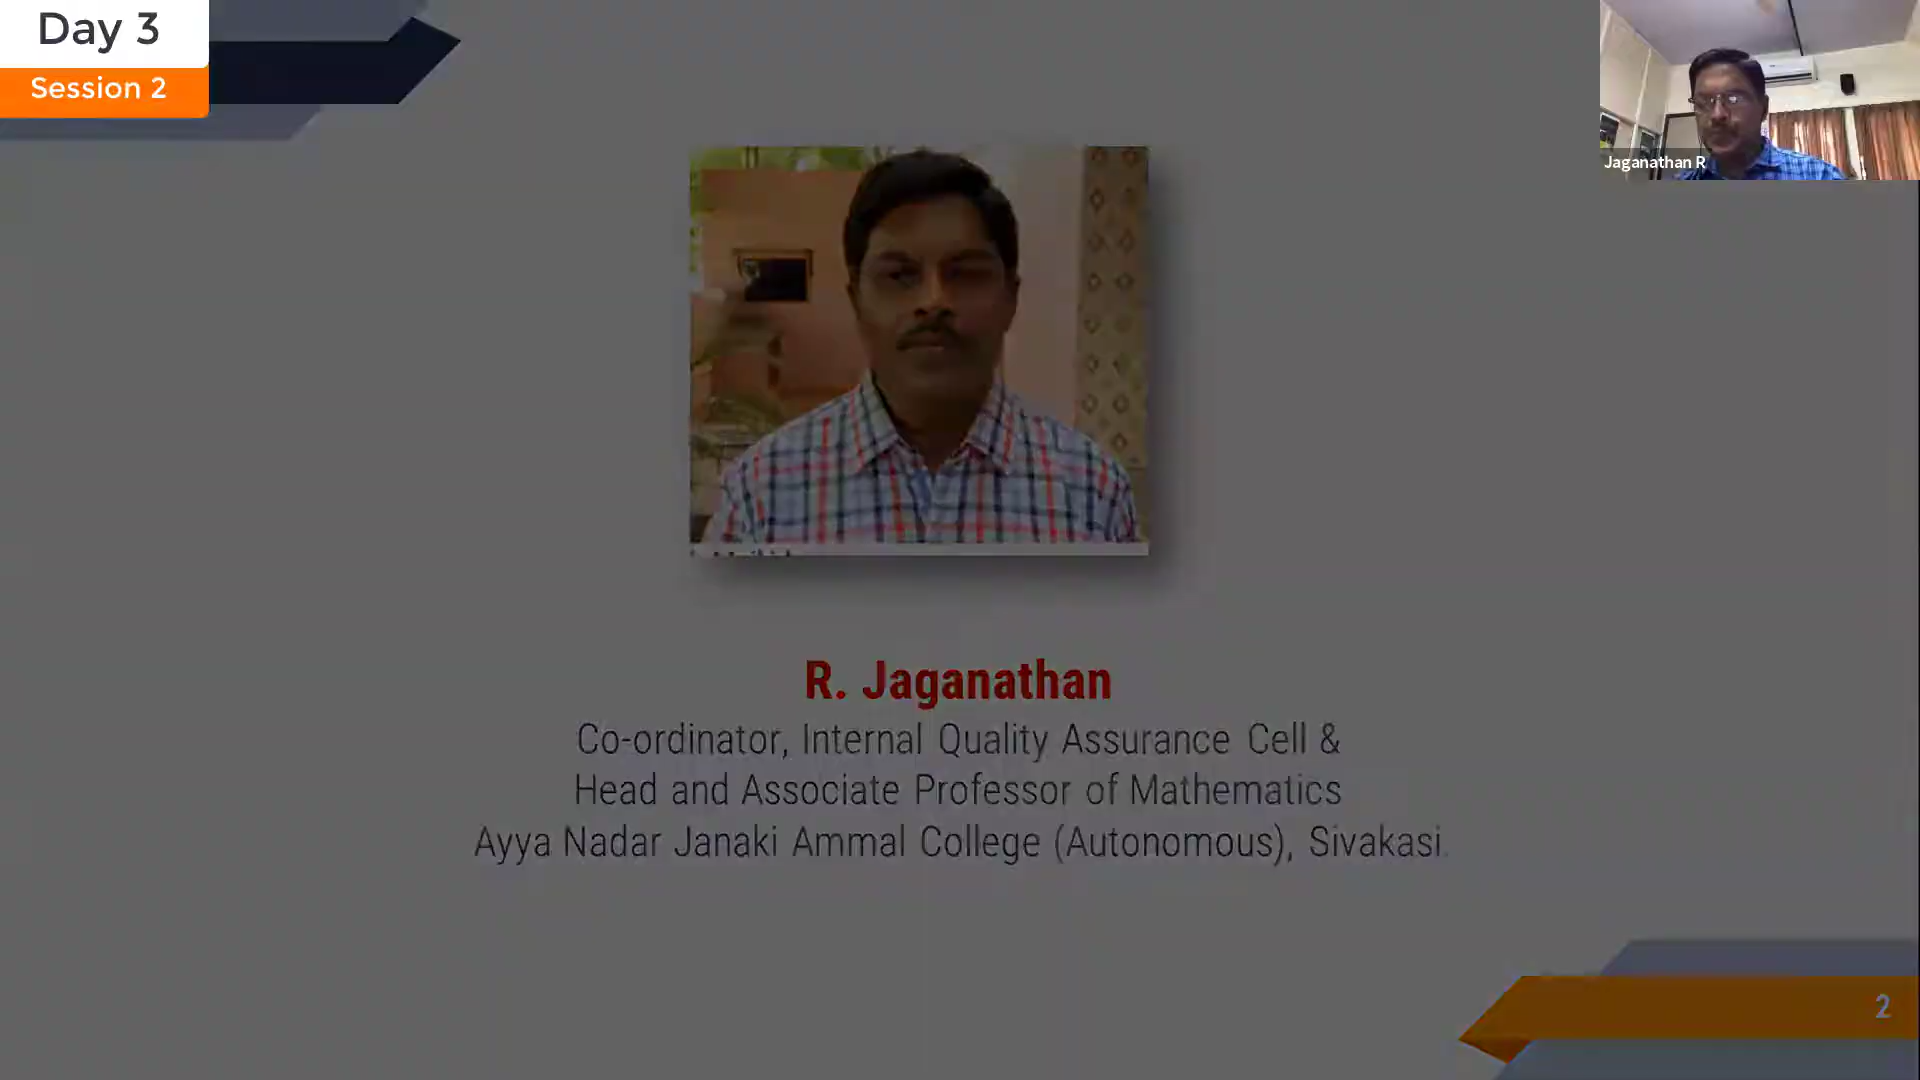 Day 3
Session 2
Jaganathan R
R. Jaganathan
Co-ordinator, Internal Quality Assurance Cell &
Head and Associate Professor of Mathematics
Ayya Nadar Janaki Ammal College (Autonomous), Sivakasi.
2